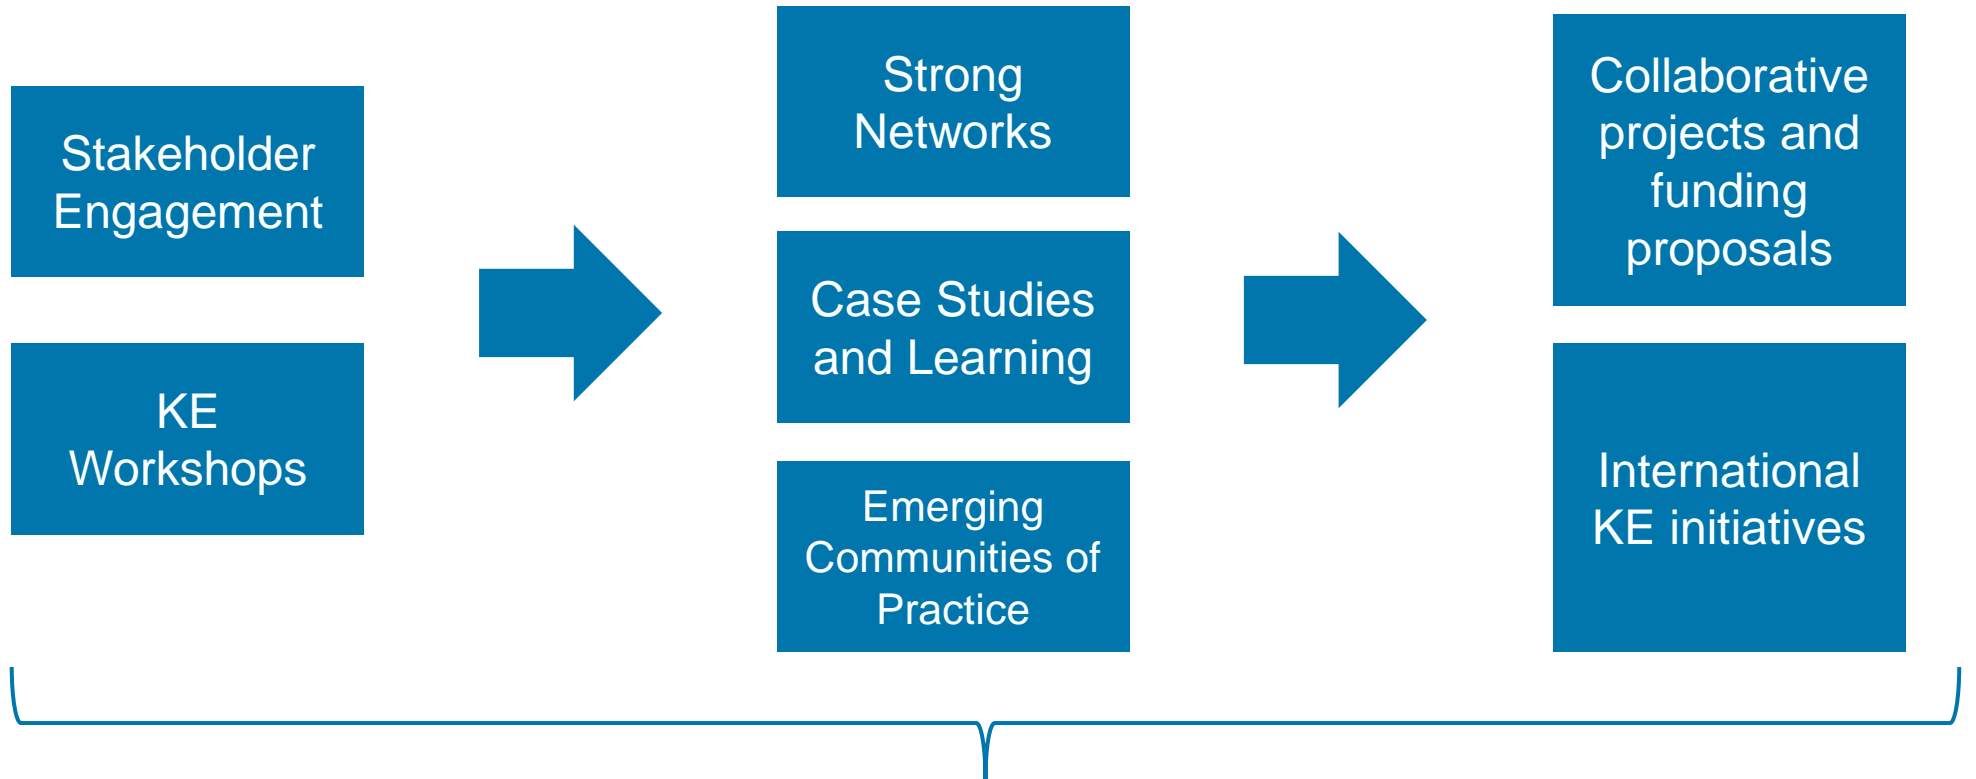 Stakeholder
Engagement
KE
Workshops
Strong
Networks
Case Studies
and Learning
Emerging
Communities of
Practice
Collaborative
projects and
funding
proposals
International
KE initiatives